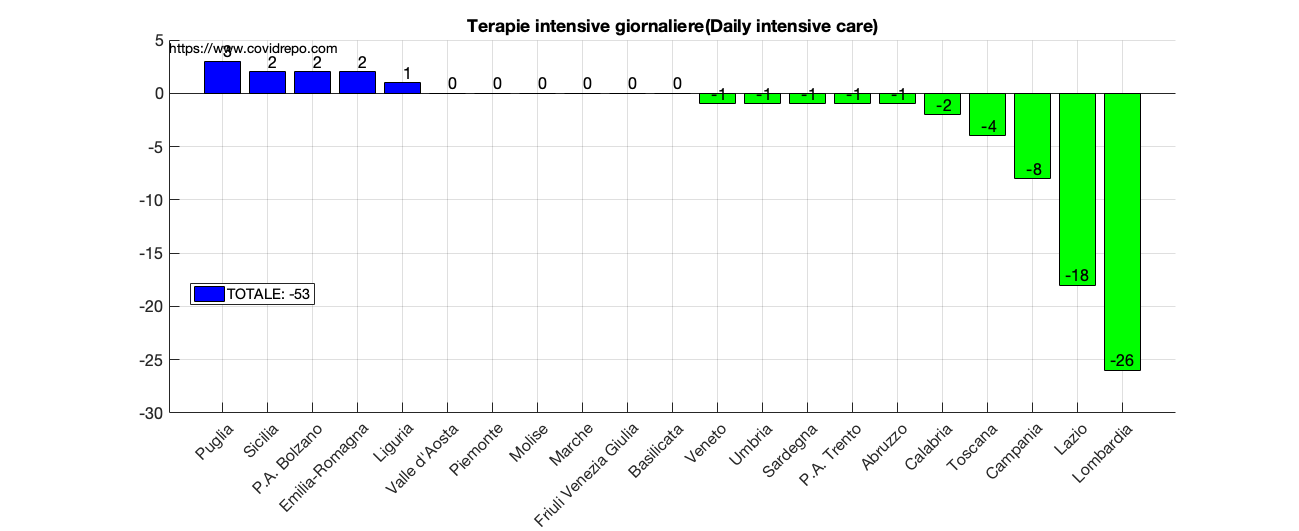 Terapie intensive giornaliere(Daily intensive care)
https://www.covidrepo.com
5
0
-5
-10
-15
-20
-25
-30
3
2
2
2
1
0
0
0
0
0
0
-1
-1
-1
-1
-1
-2
-4
-8
-18
-26
TOTALE: -53
Puglia
Sicilia
P.A. Bolzano
Emilia-Romagna
Liguria
Valle d'Aosta
Piemonte
Molise
Marche
Friuli Venezia Giulia
Basilicata
Veneto
Umbria
Sardegna
P.A. Trento
Abruzzo
Calabria
Toscana
Campania
Lazio
Lombardia